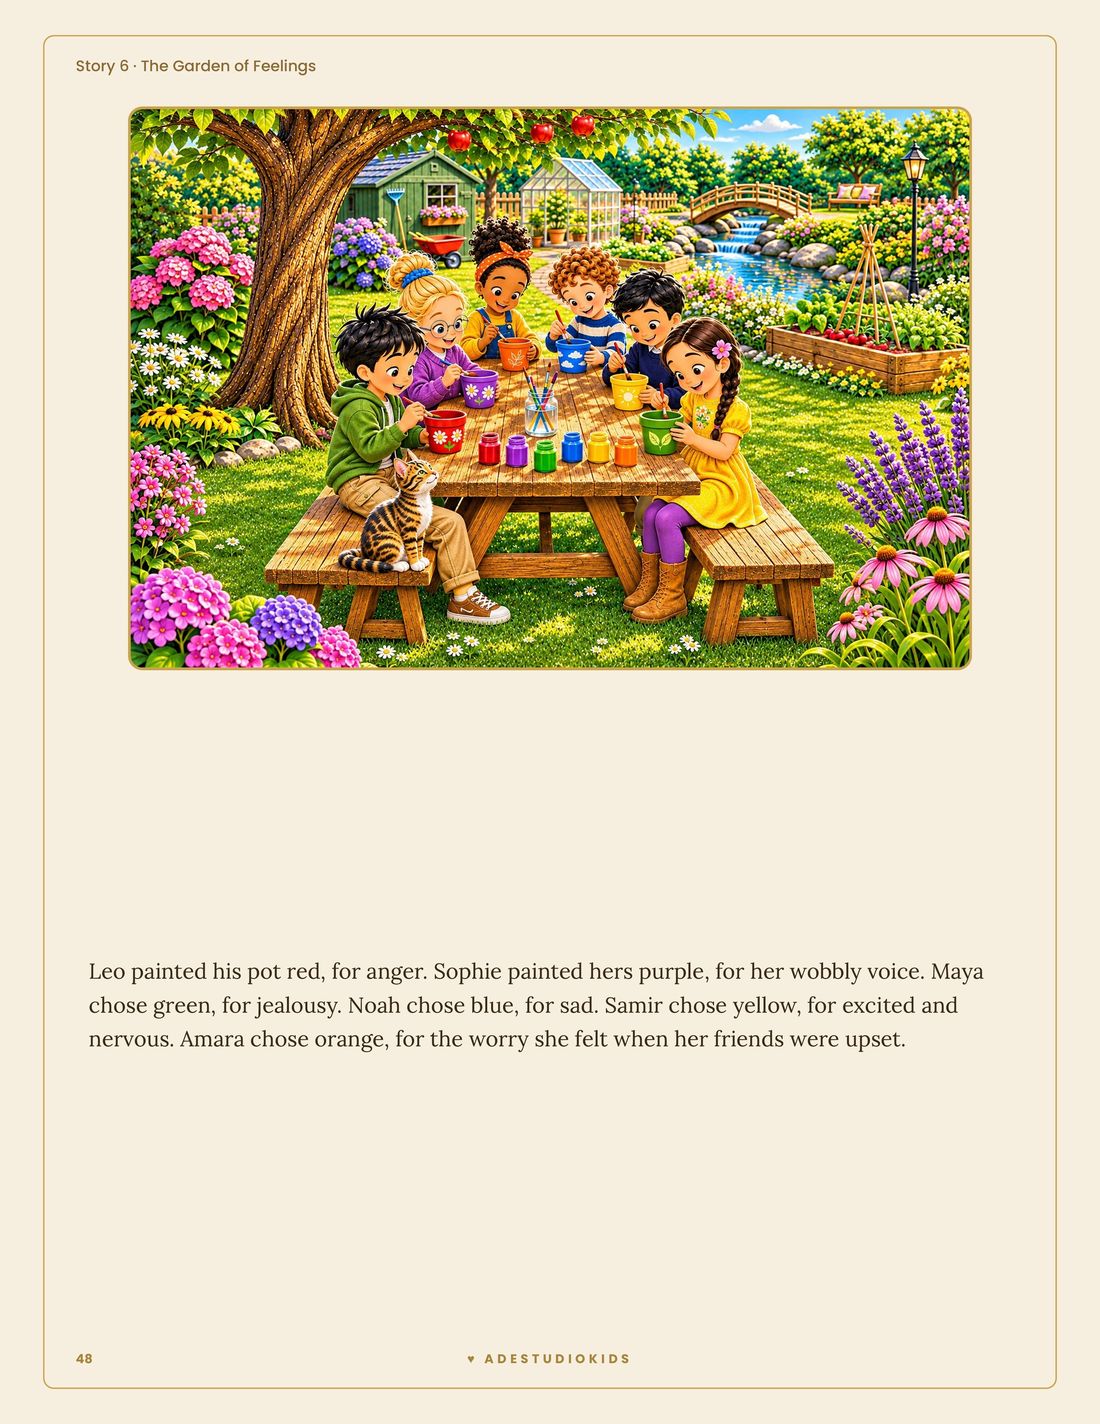 Story 6 · The Garden of Feelings
Leo painted his pot red, for anger. Sophie painted hers purple, for her wobbly voice. Maya
chose green, for jealousy. Noah chose blue, for sad. Samir chose yellow, for excited and
nervous. Amara chose orange, for the worry she felt when her friends were upset.
48
♥ ADESTUDIOKIDS